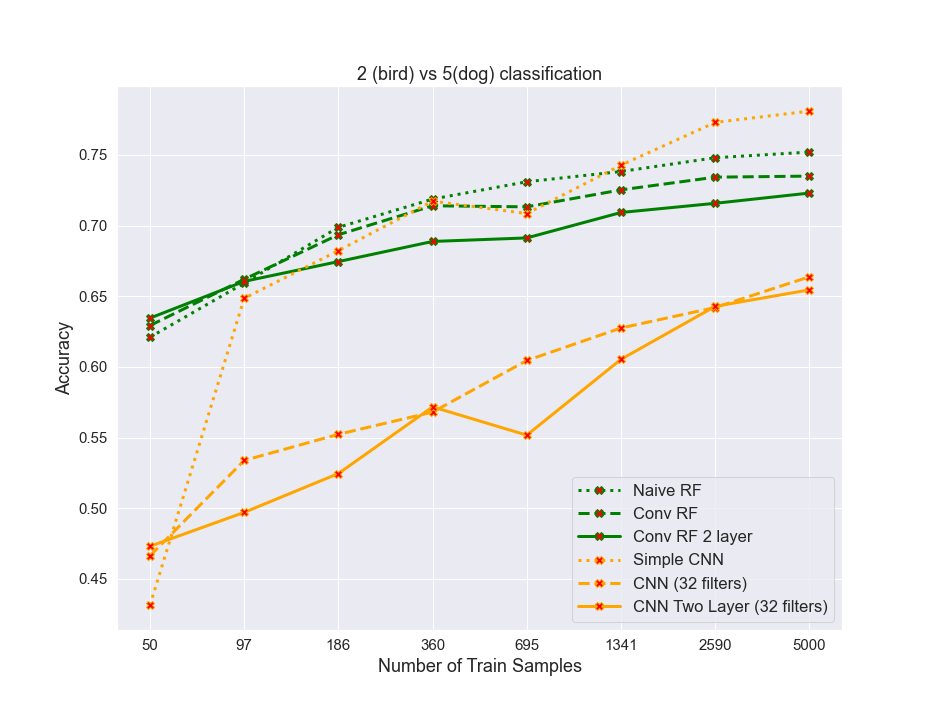 2 (bird) vs 5(dog) classification
Accuracy
0.75
0.70
0.65
0.60
0.55
0.50
0.45
Naive RF
Conv RF
Conv RF 2 layer
Simple CNN
CNN (32 filters)
CNN Two Layer (32 filters)
50 97 186 360 695 1341 2590 5000
Number of Train Samples